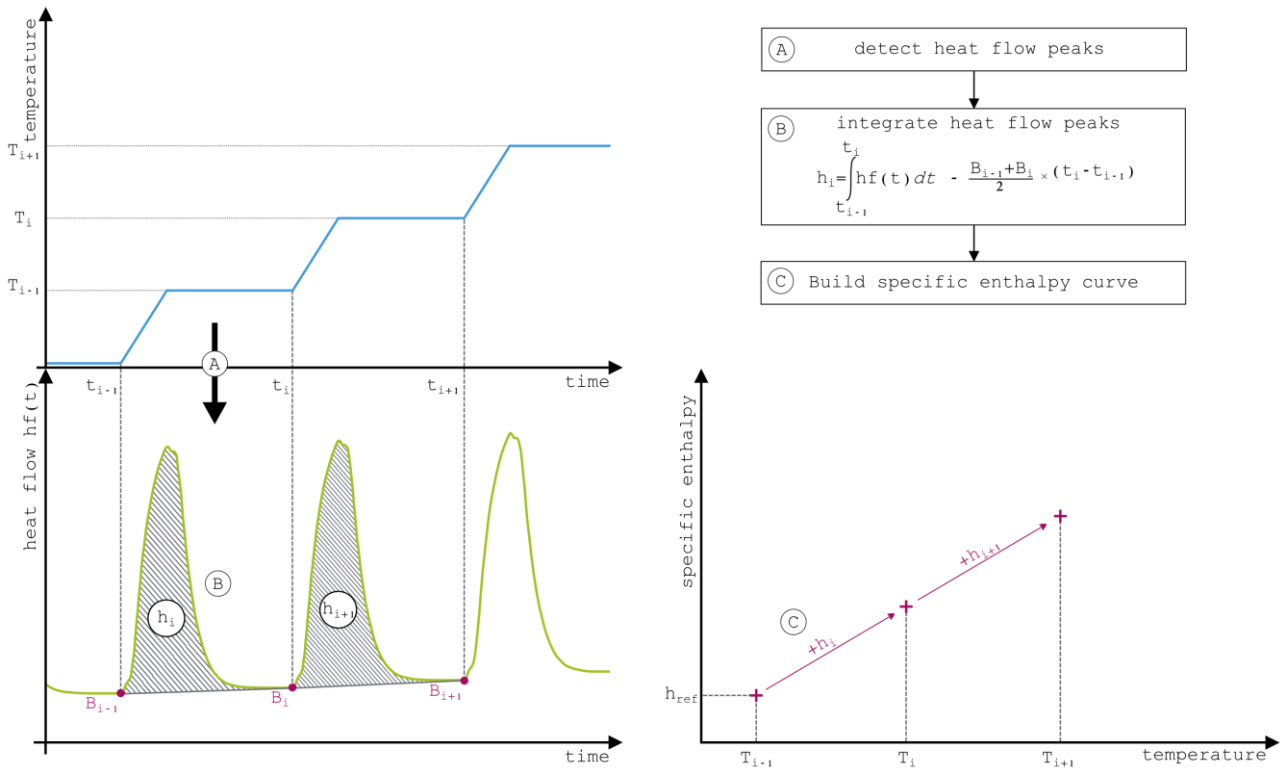 temperature
T_{i+1}
T_i
T_{i-1}
t_{i-1}
t_i
t_{i+1}
time
A
heat flow hf(t)
h_i
B
h_{i+1}
B_{i-1}
B_i
B_{i+1}
time
A detect heat flow peaks
B integrate heat flow peaks
h_i=∫_{t_{i-1}}^{t_i} hf(t)dt - \frac{B_{i-1}+B_i}{2} × (t_i-t_{i-1})
C Build specific enthalpy curve
specific enthalpy
+h_{i+1}
C
+h_i
h_{ref}
T_{i-1}
T_i
T_{i+1}
temperature